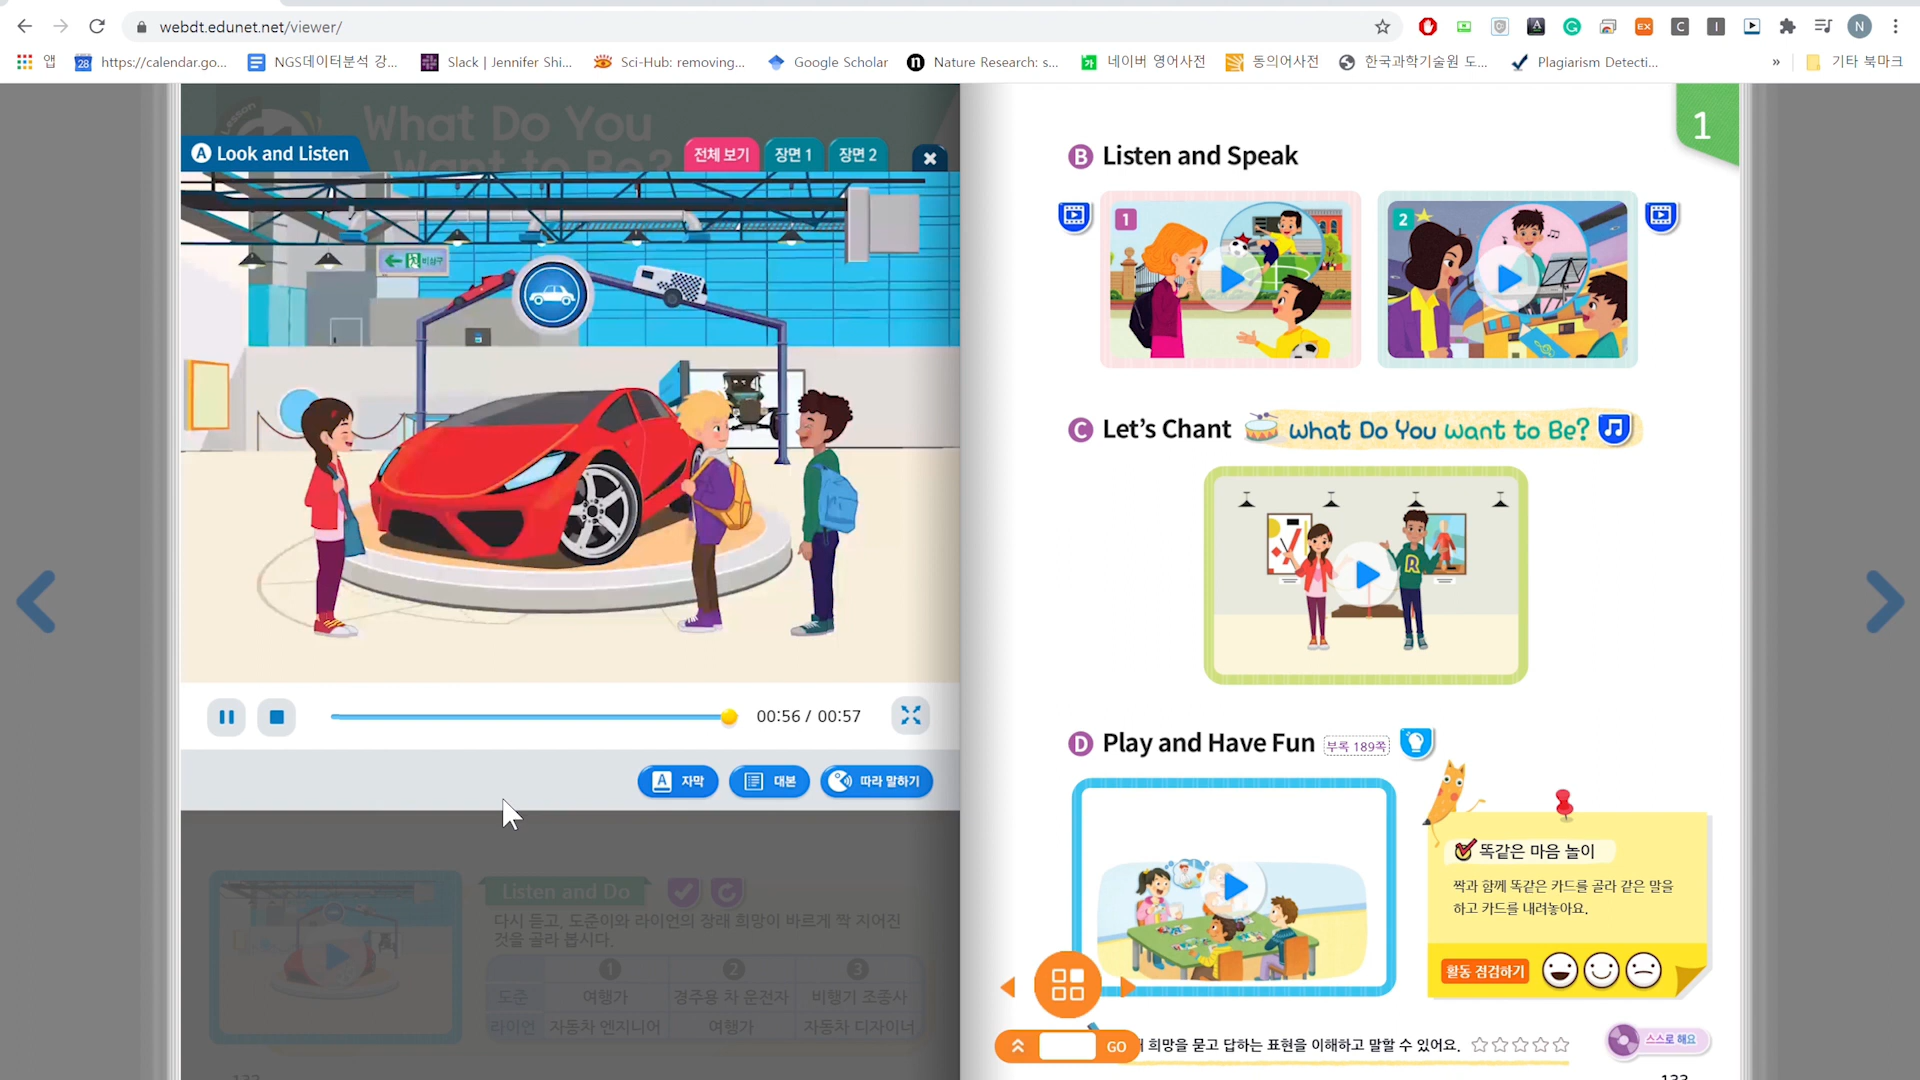 webdt.edunet.net/viewer/
N
앱
28 https://calendar.go...
NGS데이터분석 강...
Slack | Jennifer Shi...
Sci-Hub: removing...
Google Scholar
Nature Research: s...
네이버 영어사전
동의어사전
한국과학기술원 도...
Plagiarism Detecti...
»
기타 북마크
Lesson
What Do You
Want to Be?
A Look and Listen
전체 보기
장면 1
장면 2
비상구
00:56 / 00:57
자막
대본
따라 말하기
Listen and Do
다시 듣고, 도준이와 라이언의 장래 희망이 바르게 짝 지어진
것을 골라 봅시다.
1 2 3
도준 여행가 경주용 차 운전자 비행기 조종사
라이언 자동차 엔지니어 여행가 자동차 디자이너
132
1
B Listen and Speak
1
2
C Let's Chant What Do You want to Be?
R
D Play and Have Fun 부록 189쪽
똑같은 마음 놀이
짝과 함께 똑같은 카드를 골라 같은 말을
하고 카드를 내려놓아요.
활동 점검하기
GO
희망을 묻고 답하는 표현을 이해하고 말할 수 있어요.
스스로 해요
133